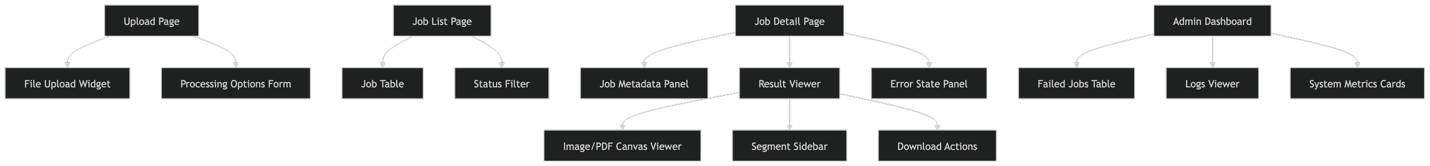 Upload Page
Job List Page
Job Detail Page
Admin Dashboard
File Upload Widget
Processing Options Form
Job Table
Status Filter
Job Metadata Panel
Result Viewer
Error State Panel
Failed Jobs Table
Logs Viewer
System Metrics Cards
Image/PDF Canvas Viewer
Segment Sidebar
Download Actions